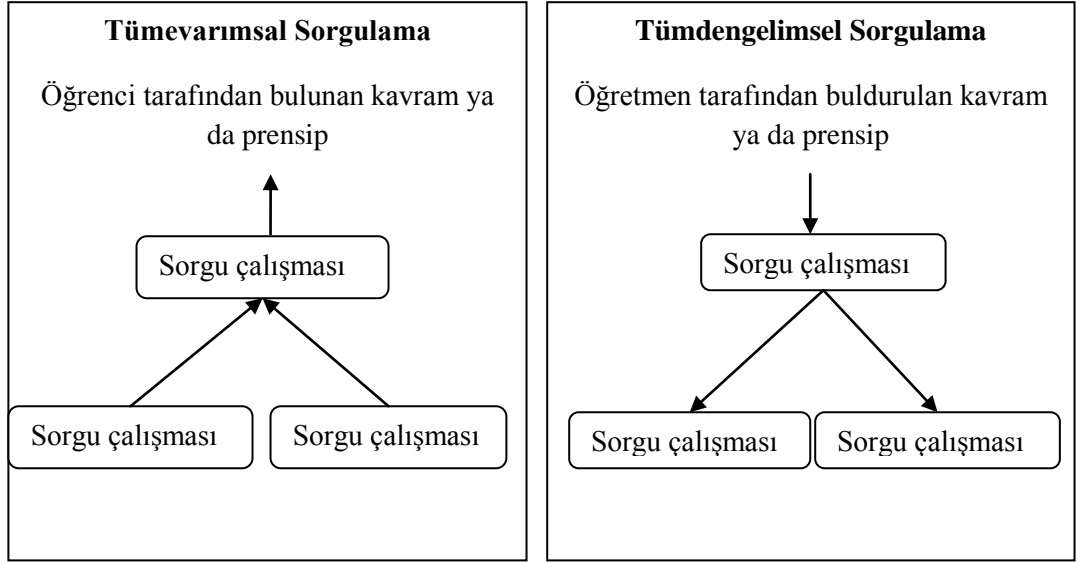 Tümevarımsal Sorgulama
Öğrenci tarafından bulunan kavram ya
da prensip
Sorgu çalışması
Sorgu çalışması
Sorgu çalışması
Tümdengelimsel Sorgulama
Öğretmen tarafından buldurulan kavram
ya da prensip
Sorgu çalışması
Sorgu çalışması
Sorgu çalışması